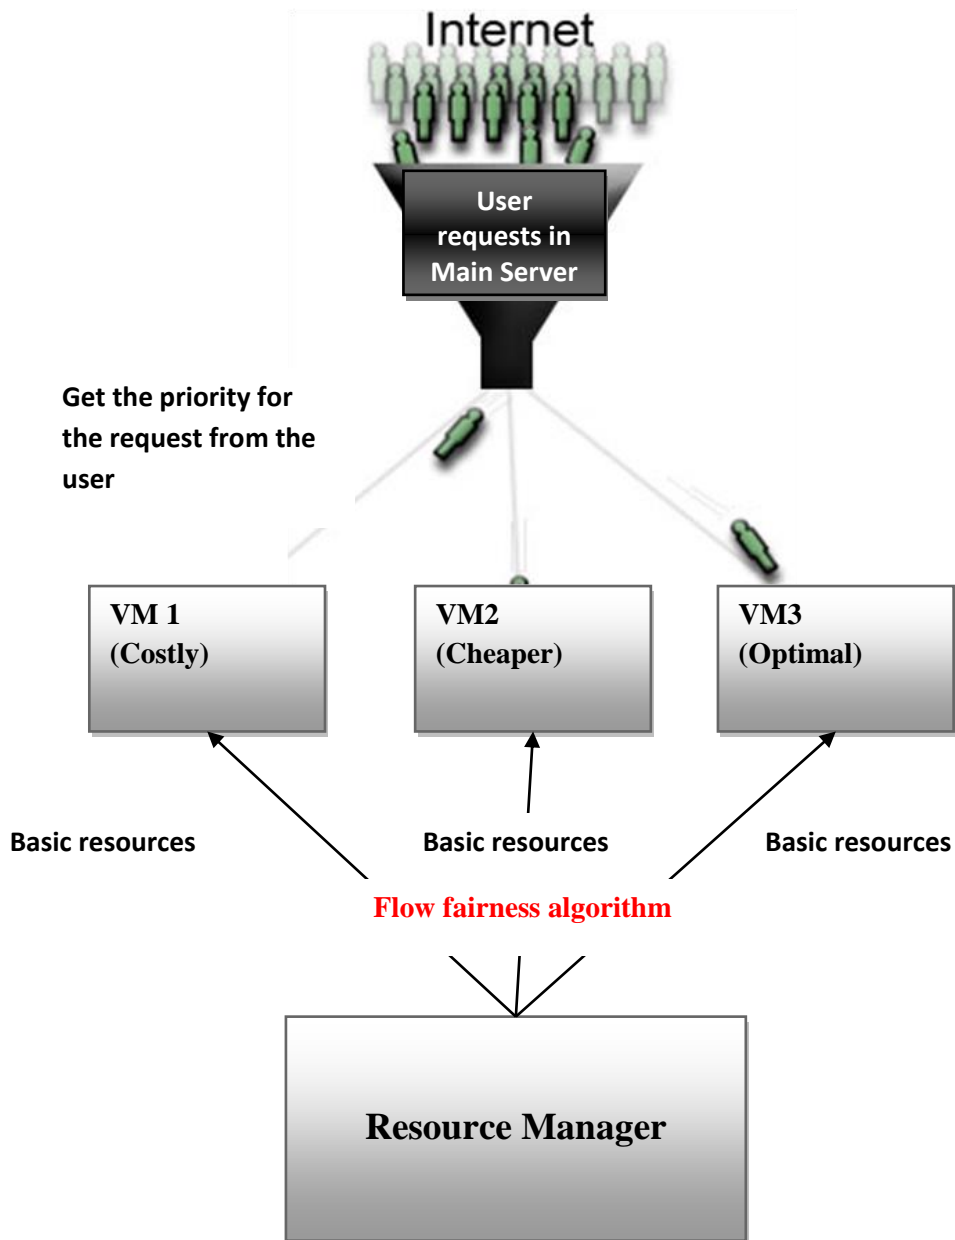 Internet
User
requests in
Main Server
Get the priority for
the request from the
user
VM 1
(Costly)
VM2
(Cheaper)
VM3
(Optimal)
Basic resources
Basic resources
Basic resources
Flow fairness algorithm
Resource Manager